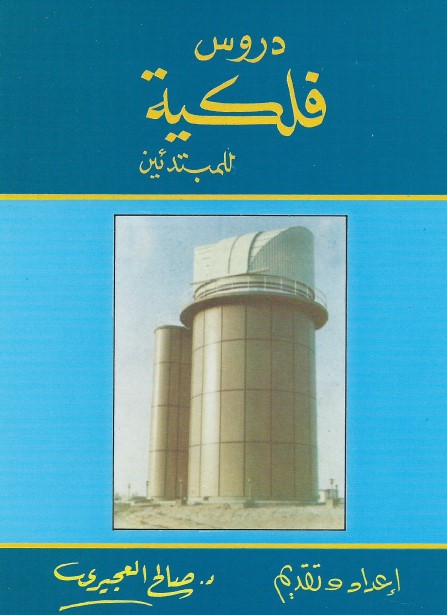 دروس
فلكية
للمبتدئين
إعداد وتقديم
د. صالح العجيري